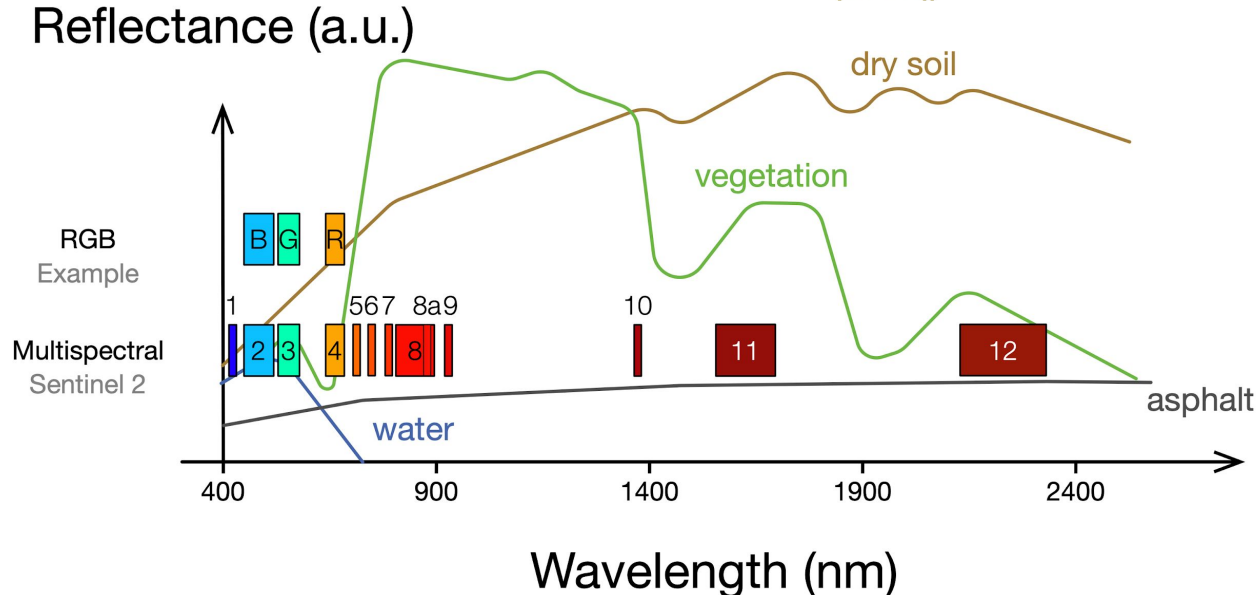 Reflectance (a.u.)
dry soil
vegetation
RGB
Example
B G R
1 5 6 7 8a 9 10
Multispectral
Sentinel 2
2 3 4 8 11 12
asphalt
water
400 900 1400 1900 2400
Wavelength (nm)